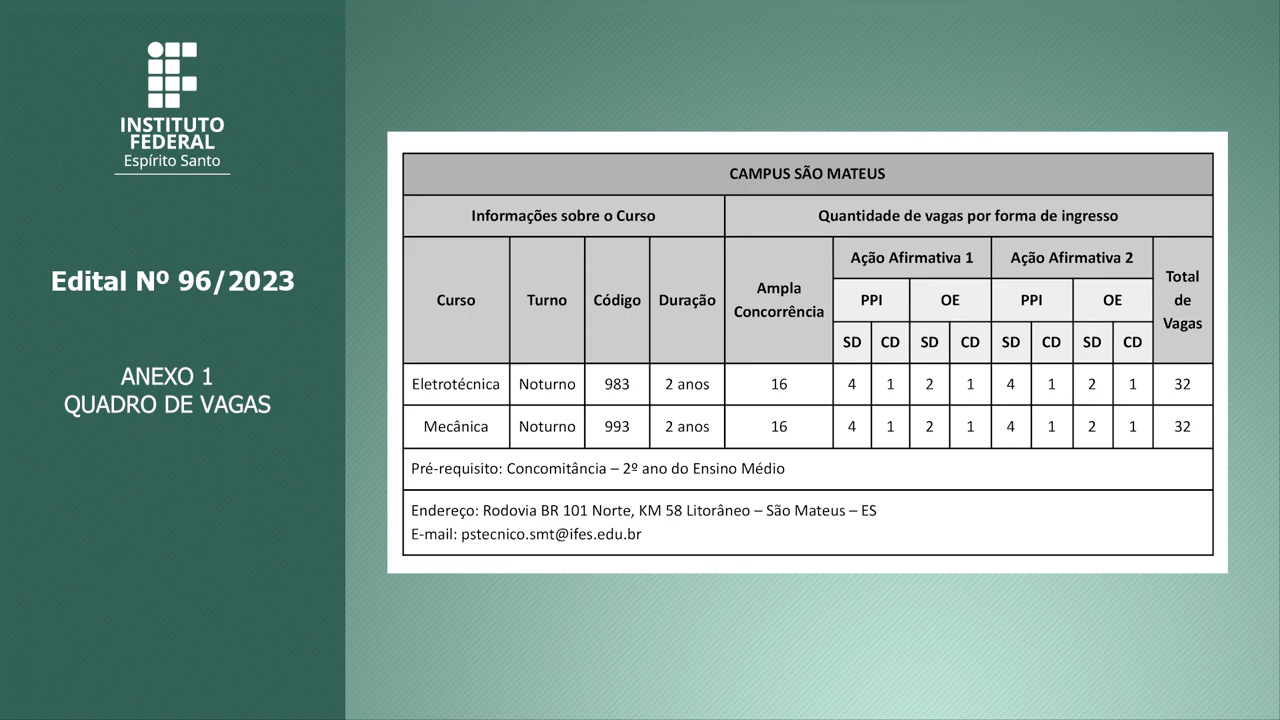 INSTITUTO
FEDERAL
Espírito Santo
Edital Nº 96/2023
ANEXO 1
QUADRO DE VAGAS
CAMPUS SÃO MATEUS
Informações sobre o Curso Quantidade de vagas por forma de ingresso
Curso Turno Código Duração Ampla Concorrência Ação Afirmativa 1 Ação Afirmativa 2 Total de Vagas
PPI OE PPI OE
SD CD SD CD SD CD SD CD
Eletrotécnica Noturno 983 2 anos 16 4 1 2 1 4 1 2 1 32
Mecânica Noturno 993 2 anos 16 4 1 2 1 4 1 2 1 32
Pré-requisito: Concomitância – 2º ano do Ensino Médio
Endereço: Rodovia BR 101 Norte, KM 58 Litorâneo – São Mateus – ES
E-mail: pstecnico.smt@ifes.edu.br